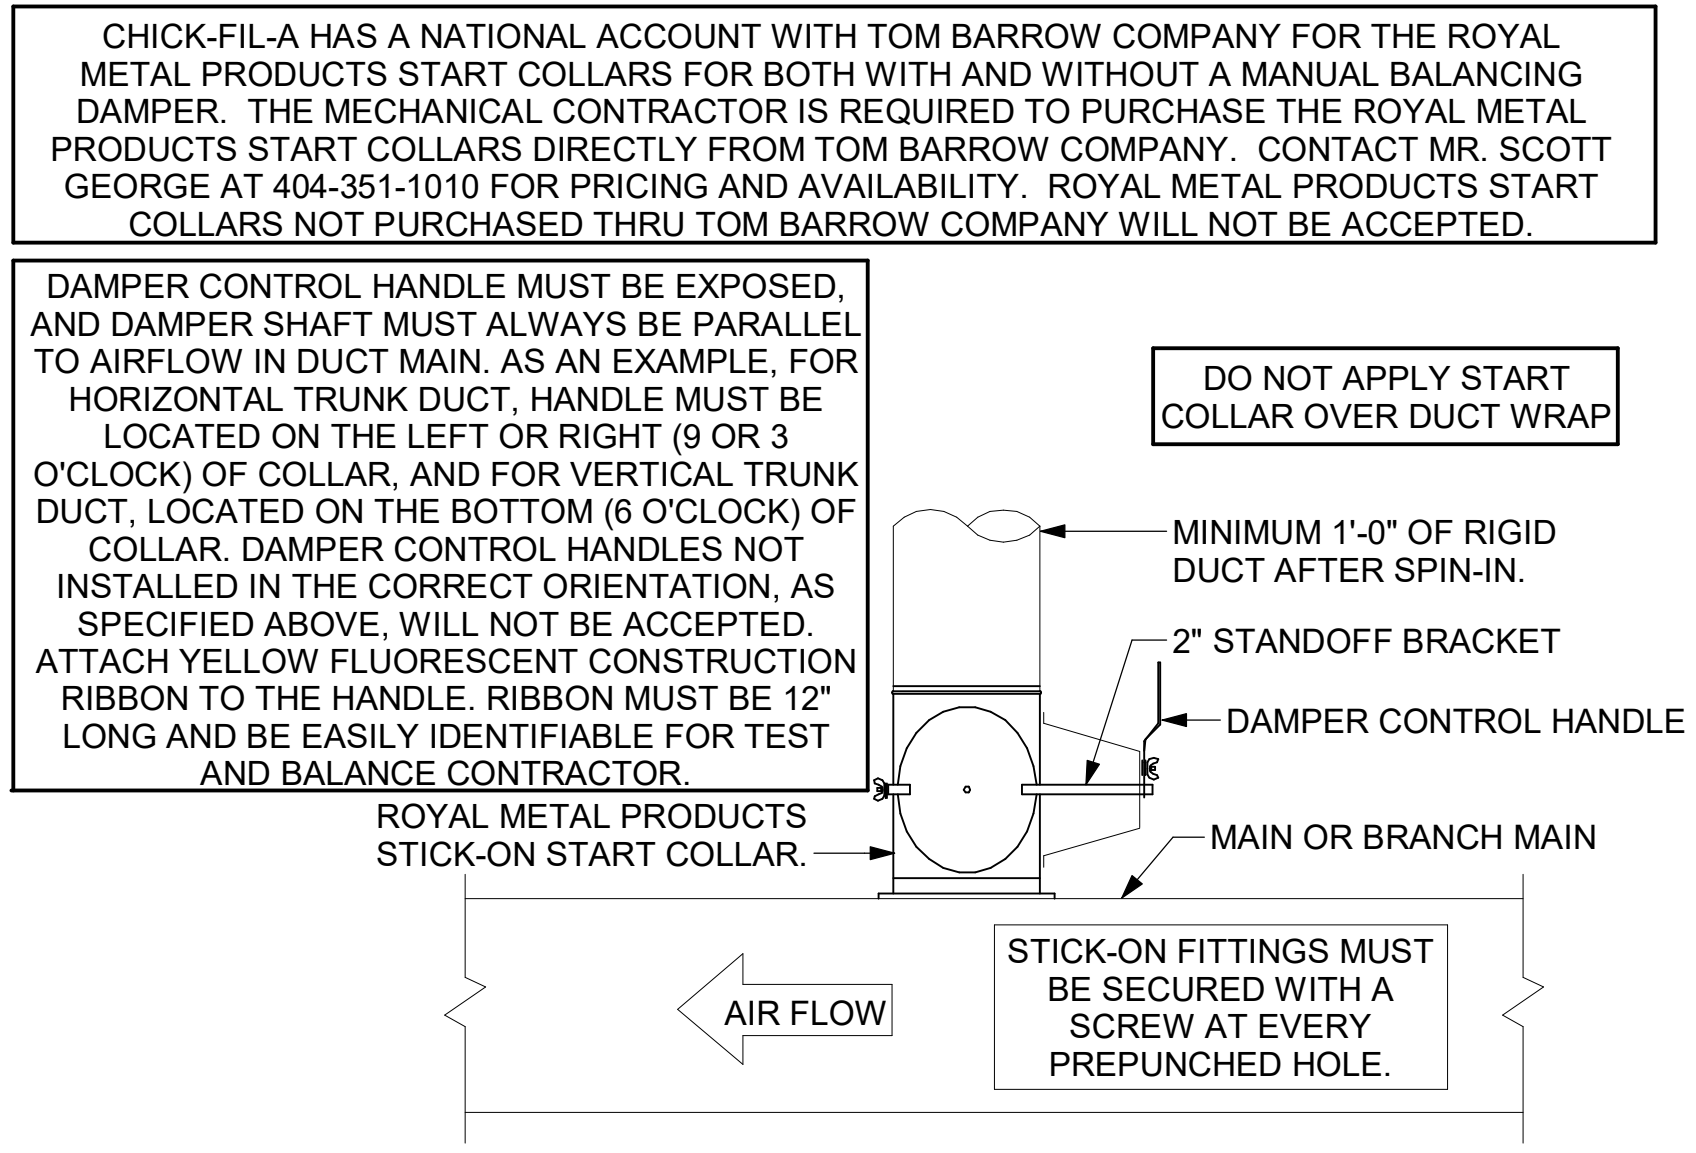 CHICK-FIL-A HAS A NATIONAL ACCOUNT WITH TOM BARROW COMPANY FOR THE ROYAL
METAL PRODUCTS START COLLARS FOR BOTH WITH AND WITHOUT A MANUAL BALANCING
DAMPER. THE MECHANICAL CONTRACTOR IS REQUIRED TO PURCHASE THE ROYAL METAL
PRODUCTS START COLLARS DIRECTLY FROM TOM BARROW COMPANY. CONTACT MR. SCOTT
GEORGE AT 404-351-1010 FOR PRICING AND AVAILABILITY. ROYAL METAL PRODUCTS START
COLLARS NOT PURCHASED THRU TOM BARROW COMPANY WILL NOT BE ACCEPTED.
DAMPER CONTROL HANDLE MUST BE EXPOSED,
AND DAMPER SHAFT MUST ALWAYS BE PARALLEL
TO AIRFLOW IN DUCT MAIN. AS AN EXAMPLE, FOR
HORIZONTAL TRUNK DUCT, HANDLE MUST BE
LOCATED ON THE LEFT OR RIGHT (9 OR 3
O'CLOCK) OF COLLAR, AND FOR VERTICAL TRUNK
DUCT, LOCATED ON THE BOTTOM (6 O'CLOCK) OF
COLLAR. DAMPER CONTROL HANDLES NOT
INSTALLED IN THE CORRECT ORIENTATION, AS
SPECIFIED ABOVE, WILL NOT BE ACCEPTED.
ATTACH YELLOW FLUORESCENT CONSTRUCTION
RIBBON TO THE HANDLE. RIBBON MUST BE 12"
LONG AND BE EASILY IDENTIFIABLE FOR TEST
AND BALANCE CONTRACTOR.
DO NOT APPLY START
COLLAR OVER DUCT WRAP
MINIMUM 1'-0" OF RIGID
DUCT AFTER SPIN-IN.
2" STANDOFF BRACKET
DAMPER CONTROL HANDLE
ROYAL METAL PRODUCTS
STICK-ON START COLLAR.
MAIN OR BRANCH MAIN
STICK-ON FITTINGS MUST
BE SECURED WITH A
SCREW AT EVERY
PREPUNCHED HOLE.
AIR FLOW